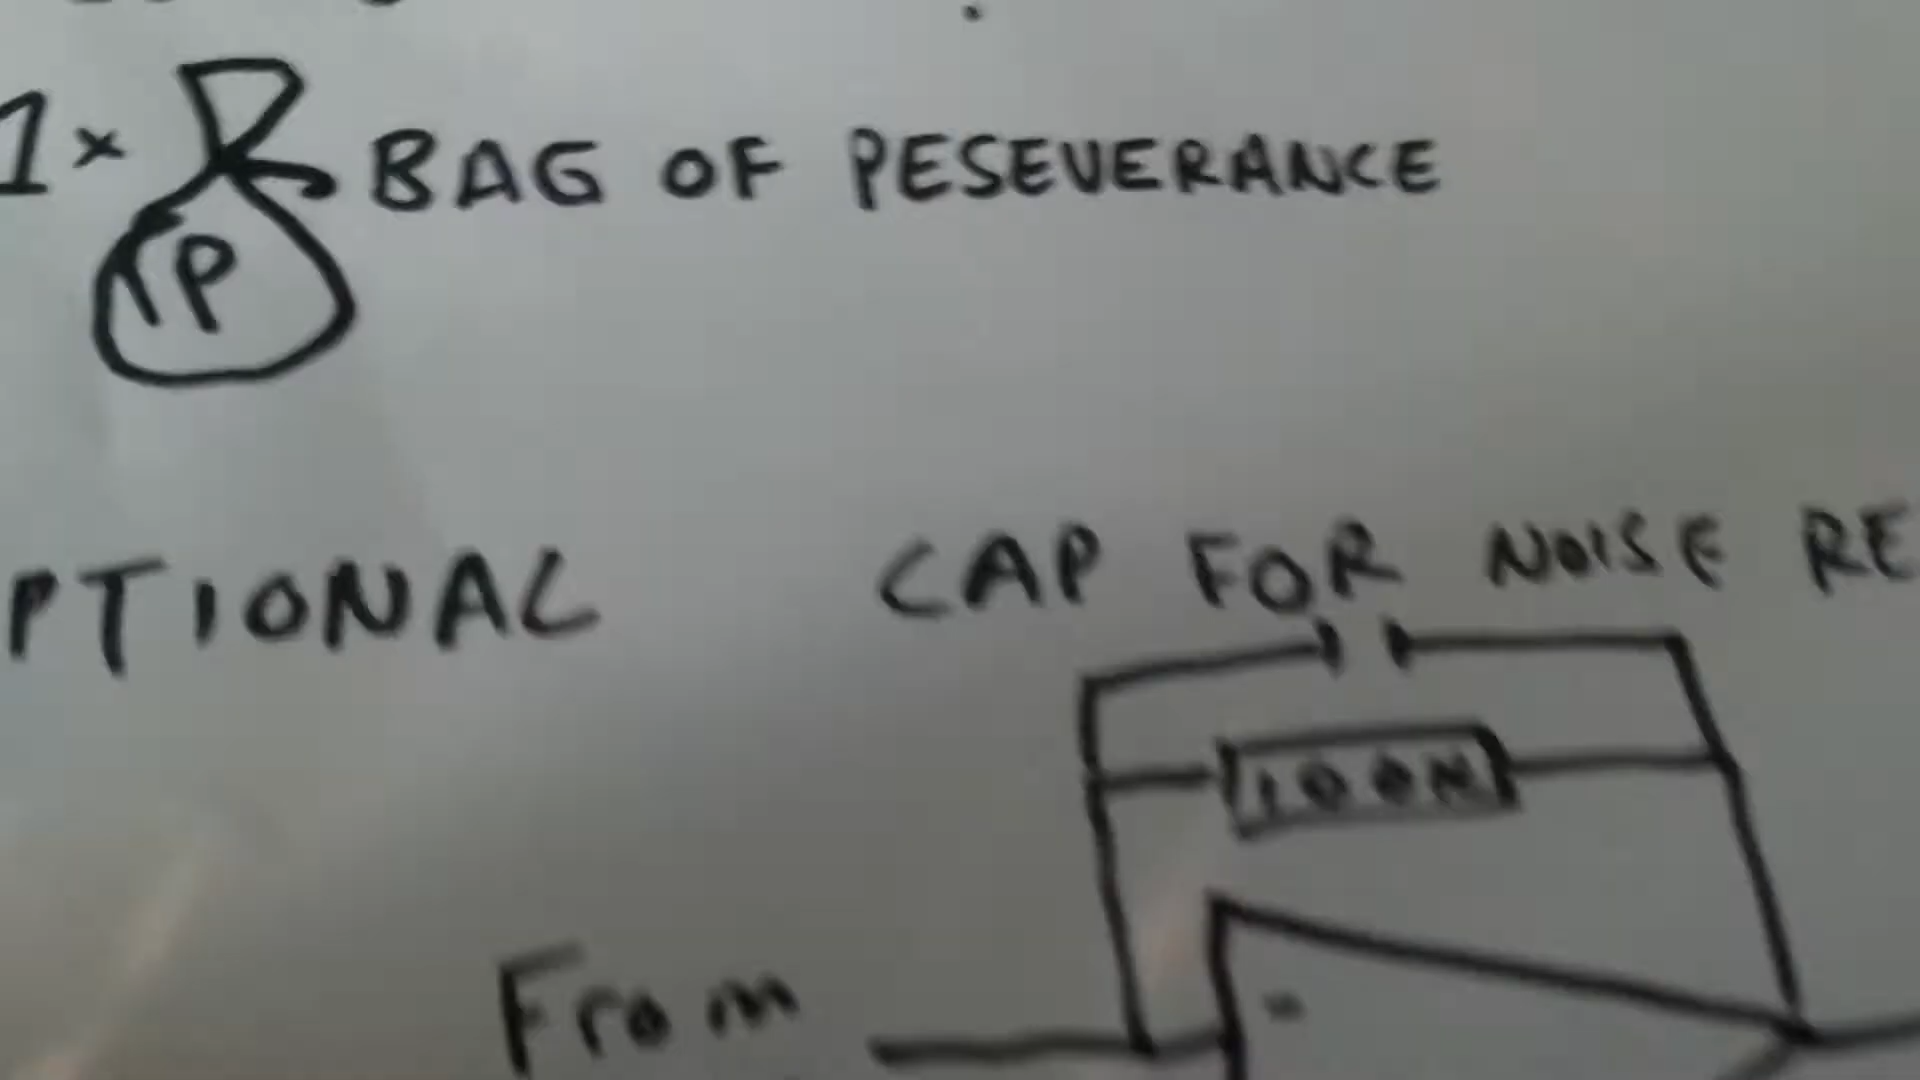 1x BAG OF PESEVERANCE
P
PTIONAL CAP FOR NOISE RE
100N
From
-